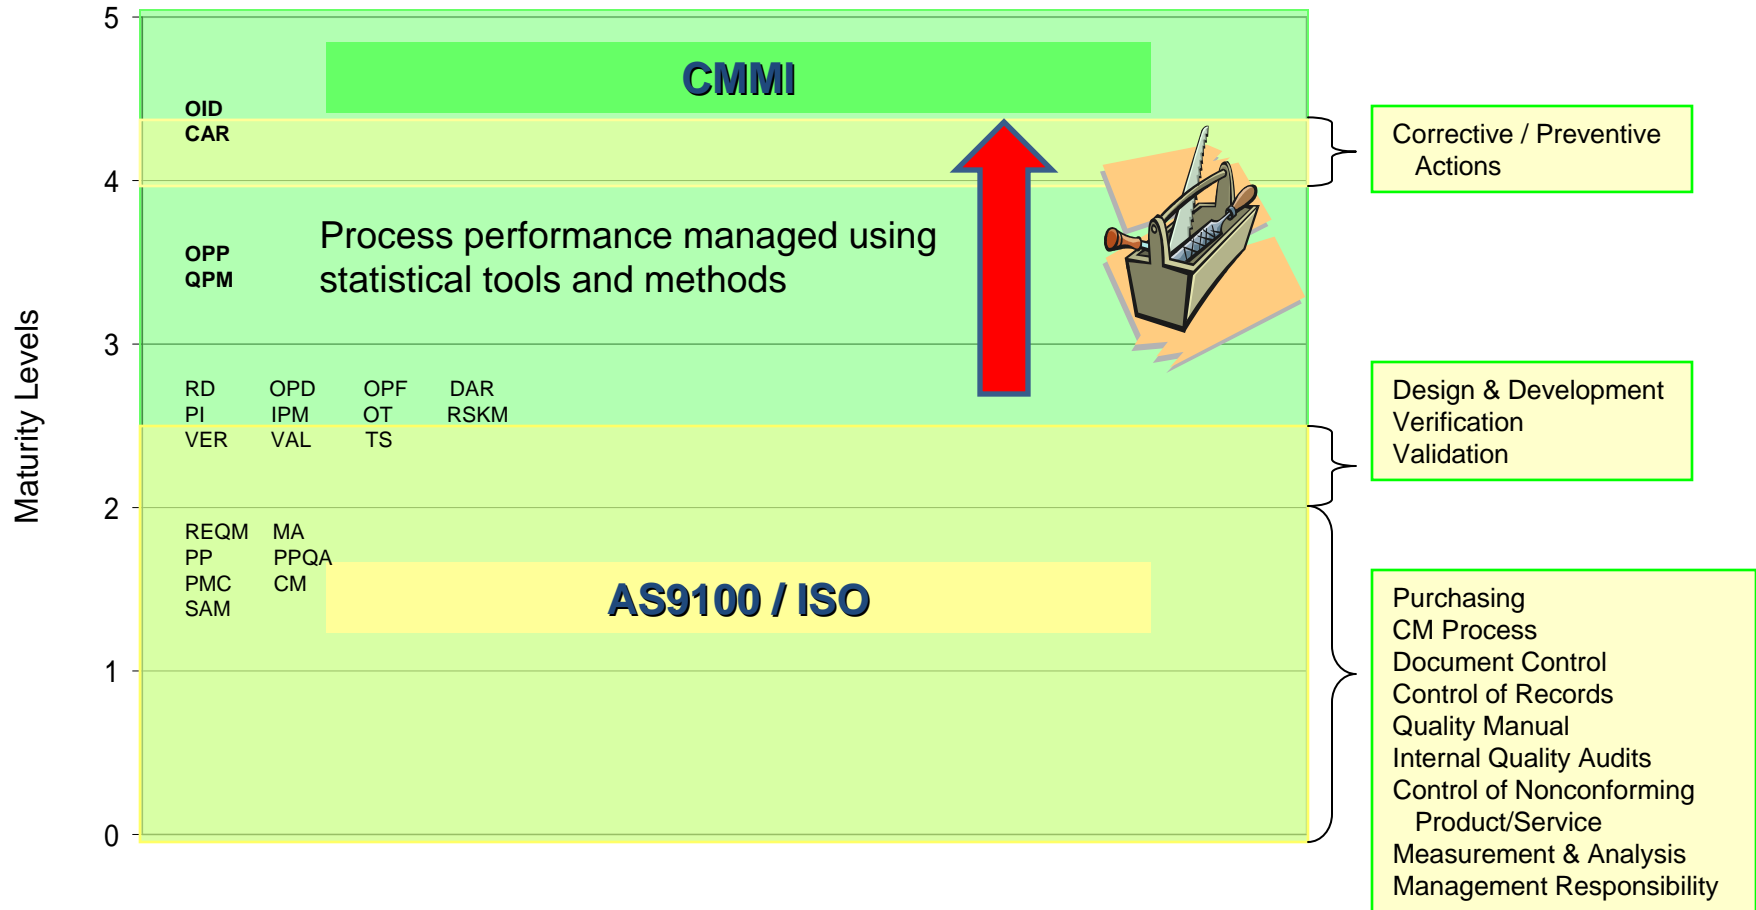 Maturity Levels
5
4
3
2
1
0
CMMI
OID
CAR
OPP
QPM
Process performance managed using
statistical tools and methods
RD OPD OPF DAR
PI IPM OT RSKM
VER VAL TS
REQM MA
PP PPQA
PMC CM
SAM
AS9100 / ISO
Corrective / Preventive
Actions
Design & Development
Verification
Validation
Purchasing
CM Process
Document Control
Control of Records
Quality Manual
Internal Quality Audits
Control of Nonconforming
Product/Service
Measurement & Analysis
Management Responsibility